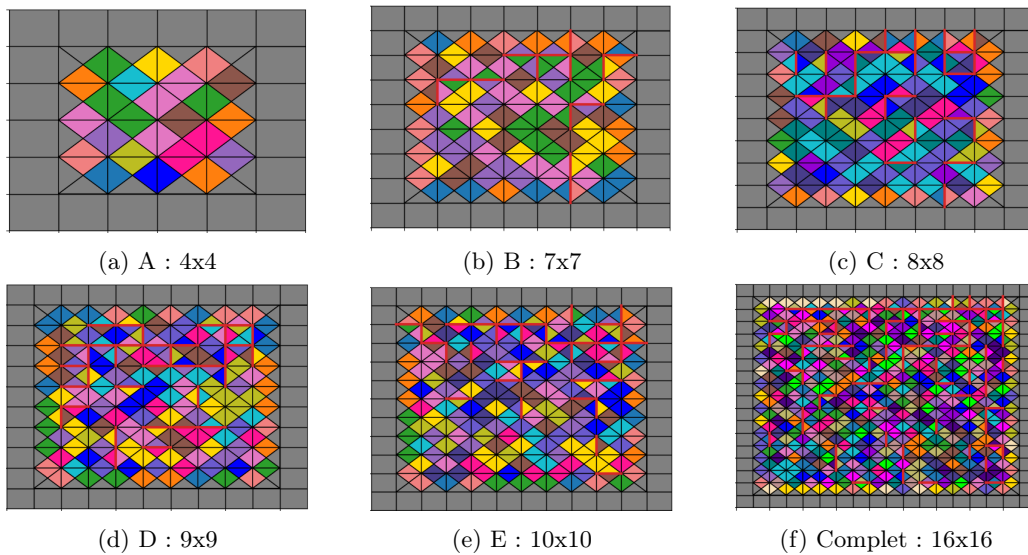 (a) A : 4x4
(b) B : 7x7
(c) C : 8x8
(d) D : 9x9
(e) E : 10x10
(f) Complet : 16x16